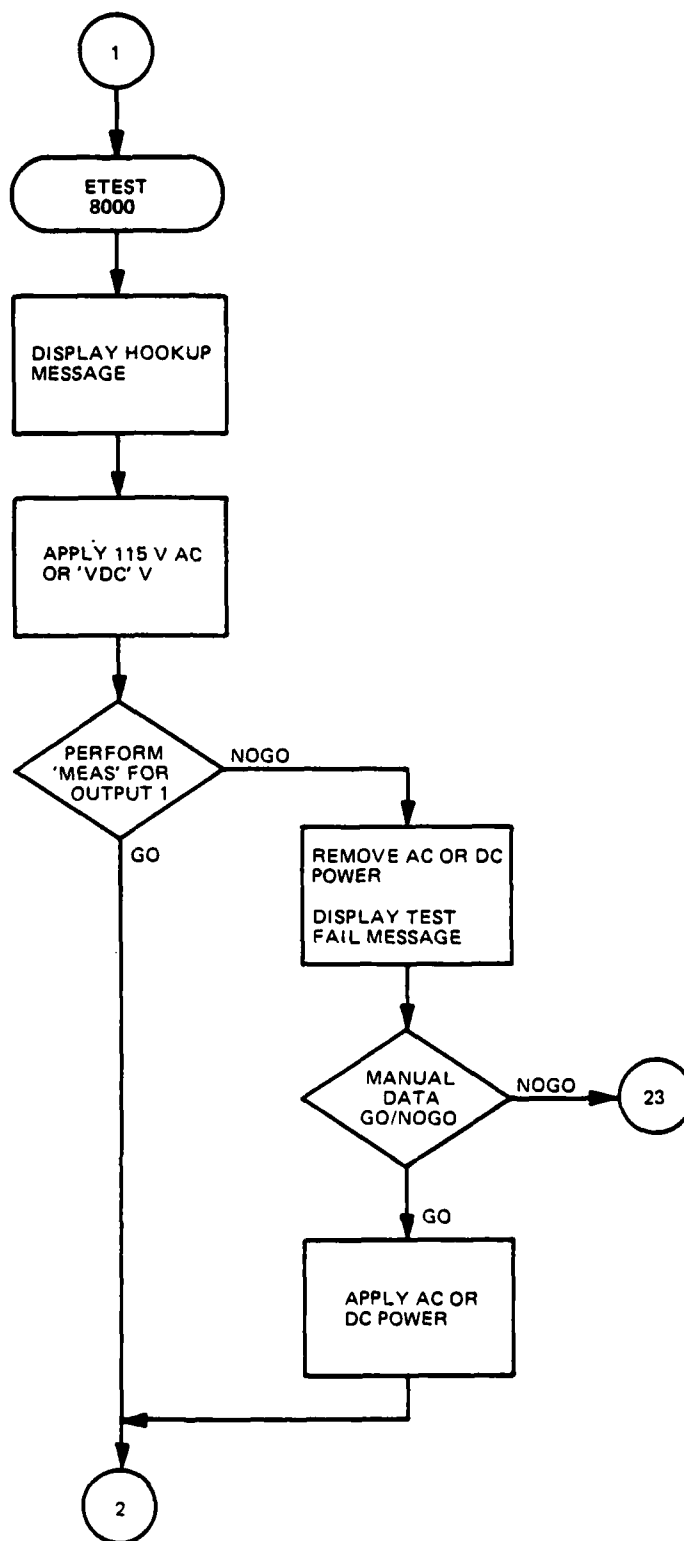 1
ETEST
8000
DISPLAY HOOKUP
MESSAGE
APPLY 115 V AC
OR 'VDC' V
PERFORM
'MEAS' FOR
OUTPUT 1
NOGO
GO
REMOVE AC OR DC
POWER
DISPLAY TEST
FAIL MESSAGE
MANUAL
DATA
GO/NOGO
NOGO
23
GO
APPLY AC OR
DC POWER
2